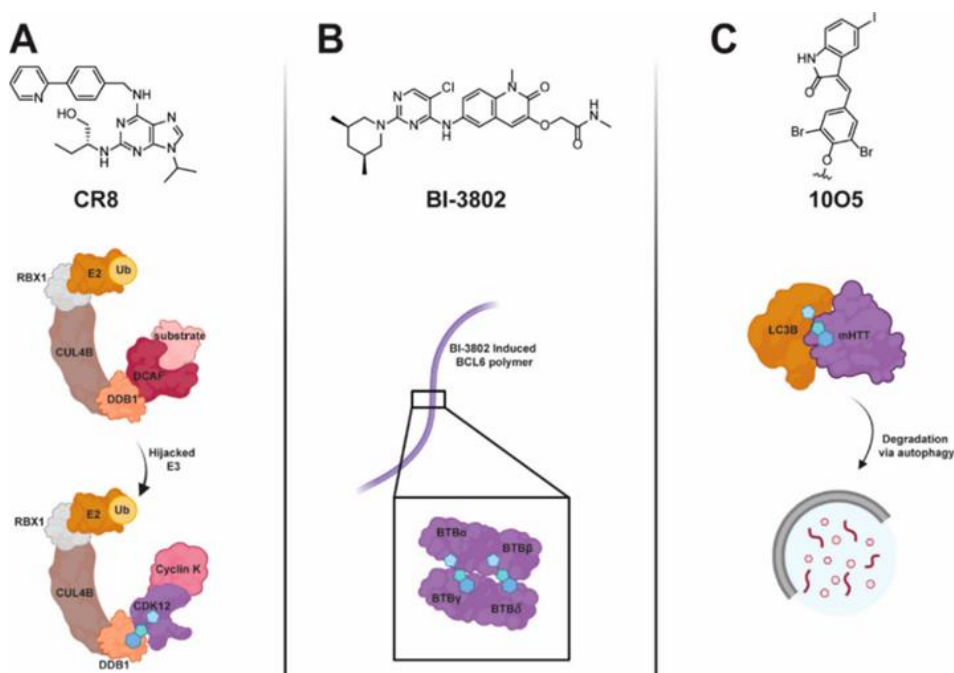 A
N
NH
HO
N
N
N
H
N
N
CR8
RBX1
E2
Ub
CUL4B
substrate
DCAF
DDB1
Hijacked
E3
RBX1
E2
Ub
CUL4B
Cyclin K
CDK12
DDB1
B
Cl
N
N
O
N
N
N
H
O
H
N
O
BI-3802
BI-3802 Induced
BCL6 polymer
BTBα
BTBβ
BTBγ
BTBδ
C
I
HN
O
Br
Br
O
10O5
LC3B
mHTT
Degradation
via autophagy